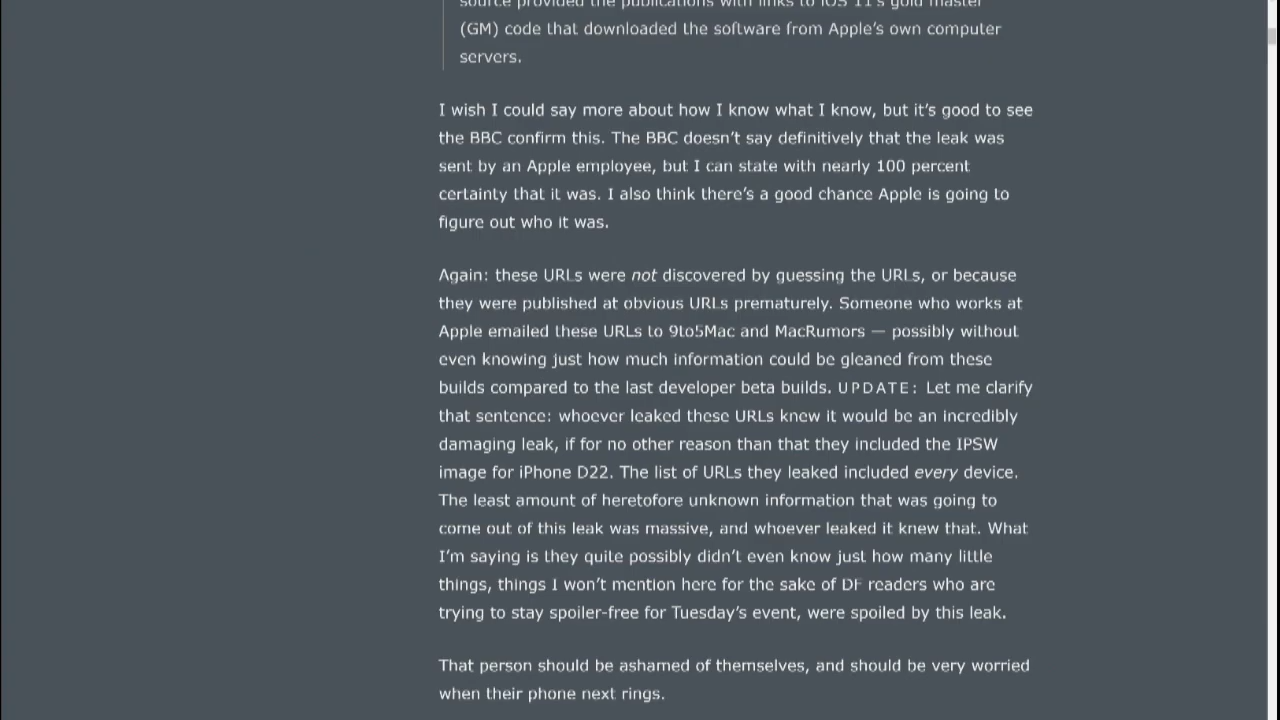 source provided the publications with links to iOS 11's gold master
(GM) code that downloaded the software from Apple's own computer
servers.
I wish I could say more about how I know what I know, but it's good to see
the BBC confirm this. The BBC doesn't say definitively that the leak was
sent by an Apple employee, but I can state with nearly 100 percent
certainty that it was. I also think there's a good chance Apple is going to
figure out who it was.
Again: these URLs were not discovered by guessing the URLs, or because
they were published at obvious URLs prematurely. Someone who works at
Apple emailed these URLs to 9to5Mac and MacRumors — possibly without
even knowing just how much information could be gleaned from these
builds compared to the last developer beta builds. UPDATE: Let me clarify
that sentence: whoever leaked these URLs knew it would be an incredibly
damaging leak, if for no other reason than that they included the IPSW
image for iPhone D22. The list of URLs they leaked included every device.
The least amount of heretofore unknown information that was going to
come out of this leak was massive, and whoever leaked it knew that. What
I'm saying is they quite possibly didn't even know just how many little
things, things I won't mention here for the sake of DF readers who are
trying to stay spoiler-free for Tuesday's event, were spoiled by this leak.
That person should be ashamed of themselves, and should be very worried
when their phone next rings.